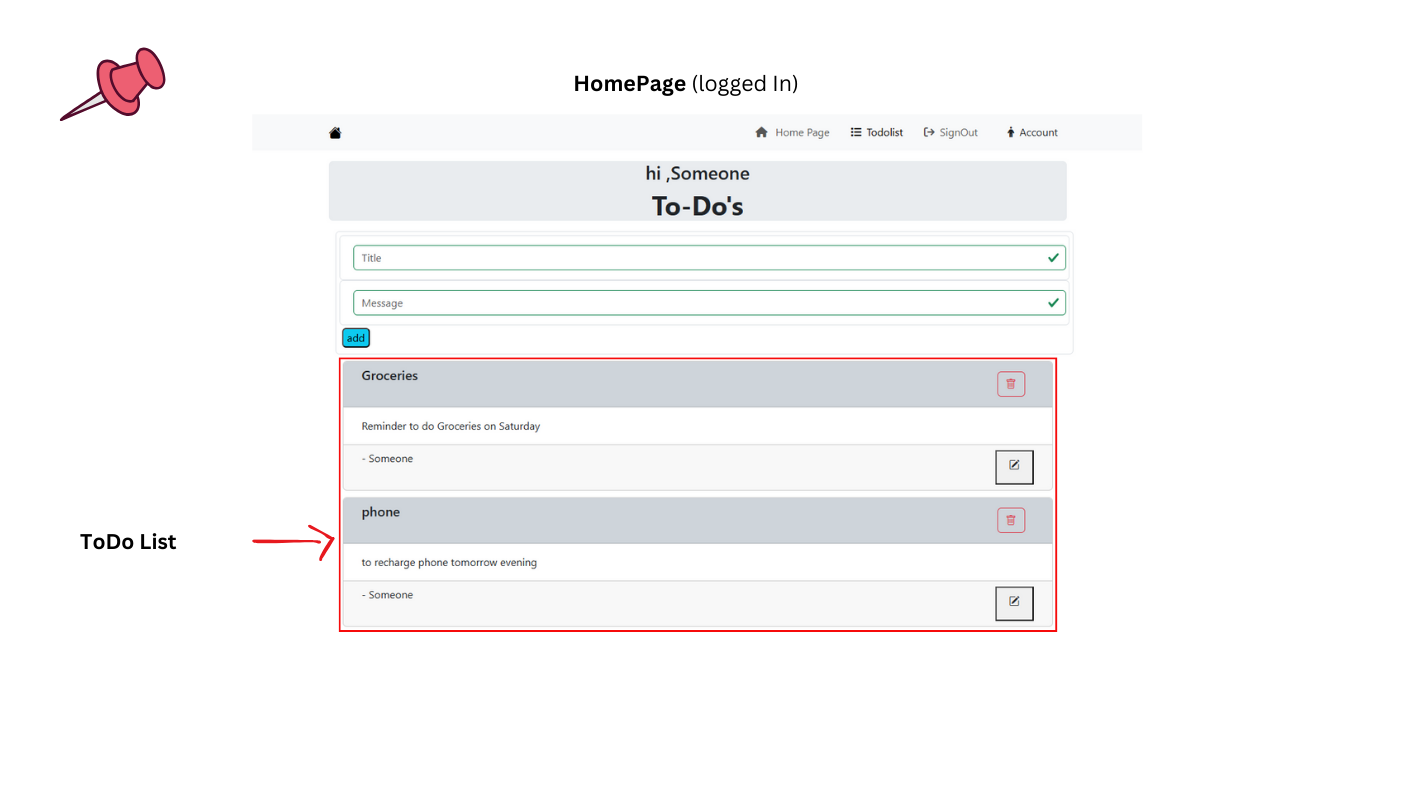 HomePage (logged In)
Home Page Todolist SignOut Account
hi ,Someone
To-Do's
Title
Message
add
Groceries
Reminder to do Groceries on Saturday
- Someone
phone
ToDo List
to recharge phone tomorrow evening
- Someone